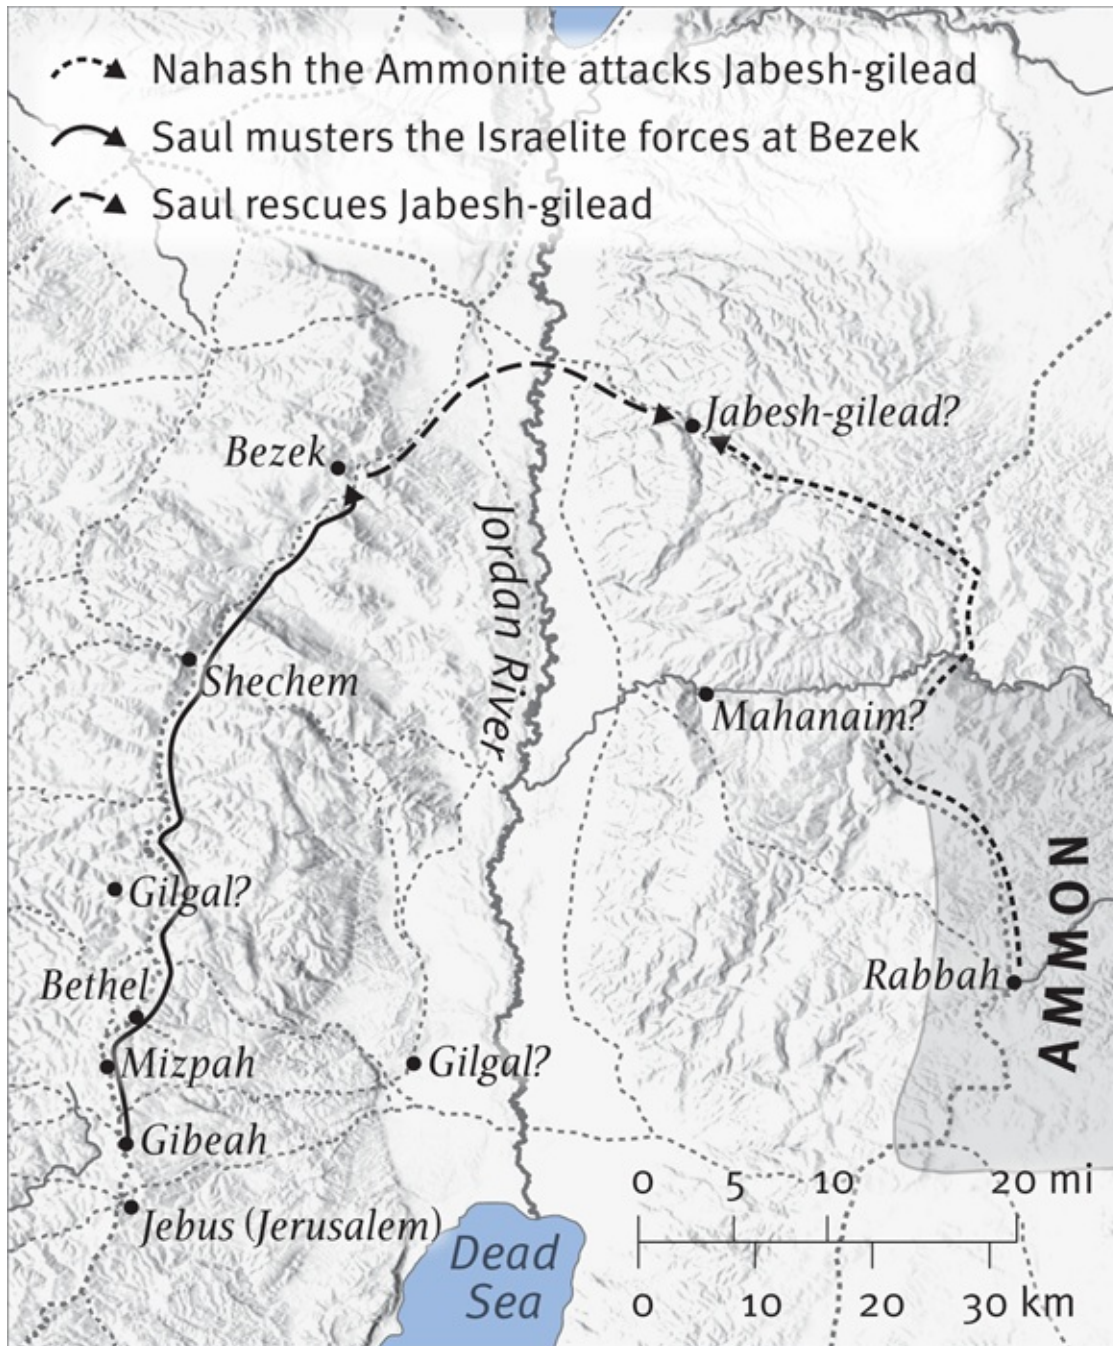 Nahash the Ammonite attacks Jabesh-gilead
Saul musters the Israelite forces at Bezek
Saul rescues Jabesh-gilead
Jabesh-gilead?
Bezek
Jordan River
Shechem
Mahanaim?
Gilgal?
AMMON
Rabbah
Bethel
Mizpah
Gilgal?
Gibeah
Jebus (Jerusalem)
Dead
Sea
0 5 10 20 mi
0 10 20 30 km